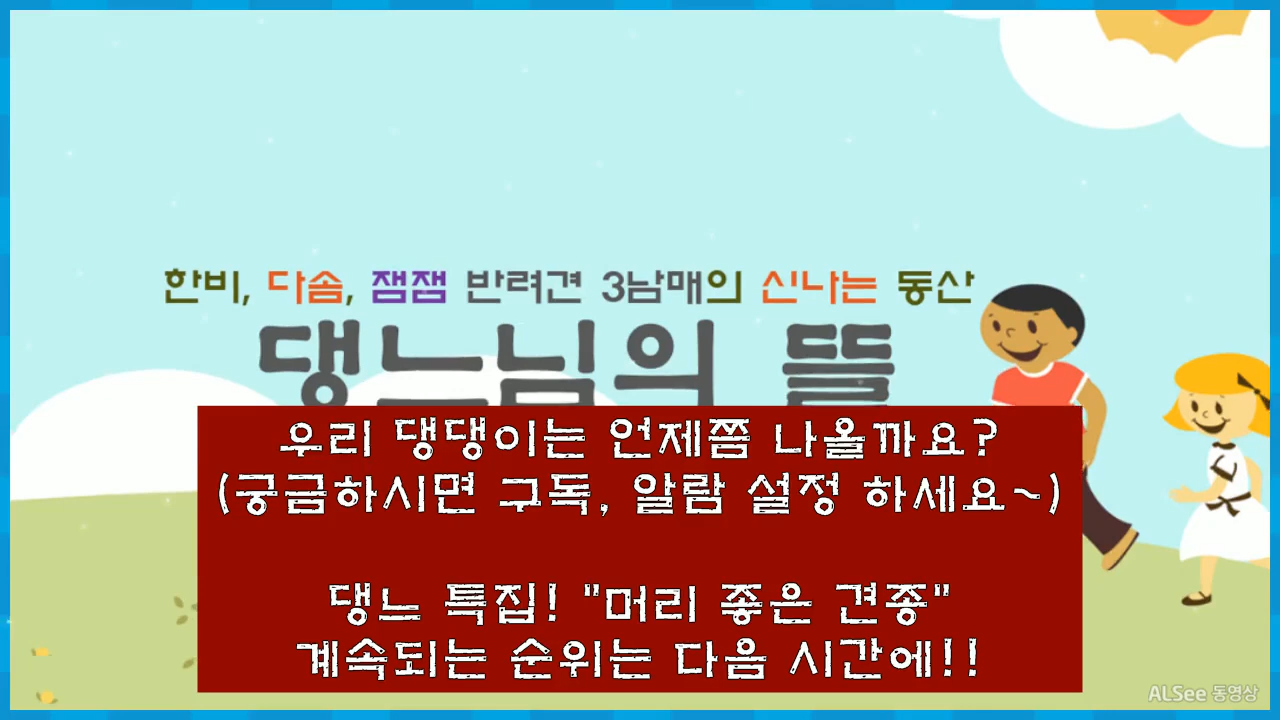 한비, 다솜, 잼잼 반려견 3남매의 신나는 동산
댕느님의 뜰
우리 댕댕이는 언제쯤 나올까요?
(궁금하시면 구독, 알람 설정 하세요~)
댕느 특집! "머리 좋은 견종"
계속되는 순위는 다음 시간에!!
ALSee 동영상